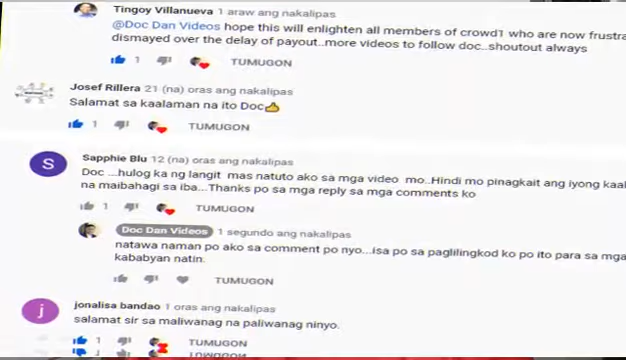 Tingoy Villanueva 1 araw ang nakalipas
@Doc Dan Videos hope this will enlighten all members of crowd1 who are now
dismayed over the delay of payout..more videos to follow doc..shoutout always
1 TUMUGON
Josef Rillera 21 (na) oras ang nakalipas
Salamat sa kaalaman na ito Doc👍
1 TUMUGON
S
Sapphie Blu 12 (na) oras ang nakalipas
Doc ...hulog ka ng langit mas natuto ako sa mga video mo..Hindi mo pinagkait ang iyong
na maibahagi sa iba...Thanks po sa mga reply sa mga comments ko
1 TUMUGON
Doc Dan Videos 1 segundo ang nakalipas
natawa naman po ako sa comment po nyo...isa po sa paglilingkod ko po ito para sa mga
kababyan natin.
TUMUGON
j
jonalisa bandao 1 oras ang nakalipas
salamat sir sa maliwanag na paliwanag ninyo.
1 TUMUGON